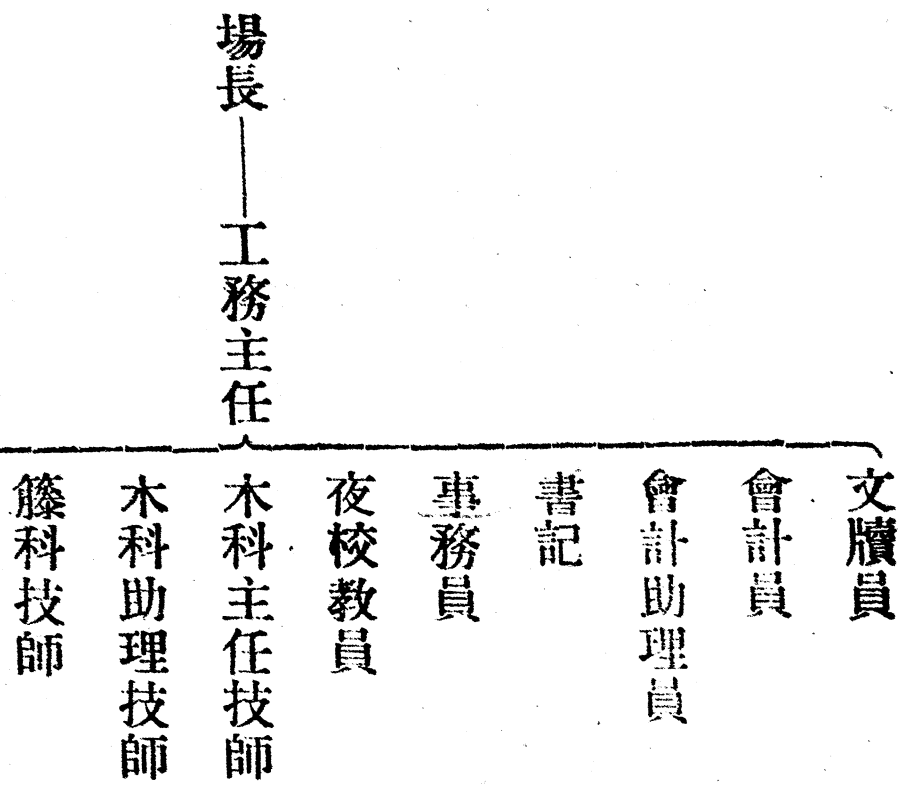 場長
工務主任
文牘員
會計員
會計助理員
書記
事務員
夜校教員
木科主任技師
木科助理技師
籐科技師